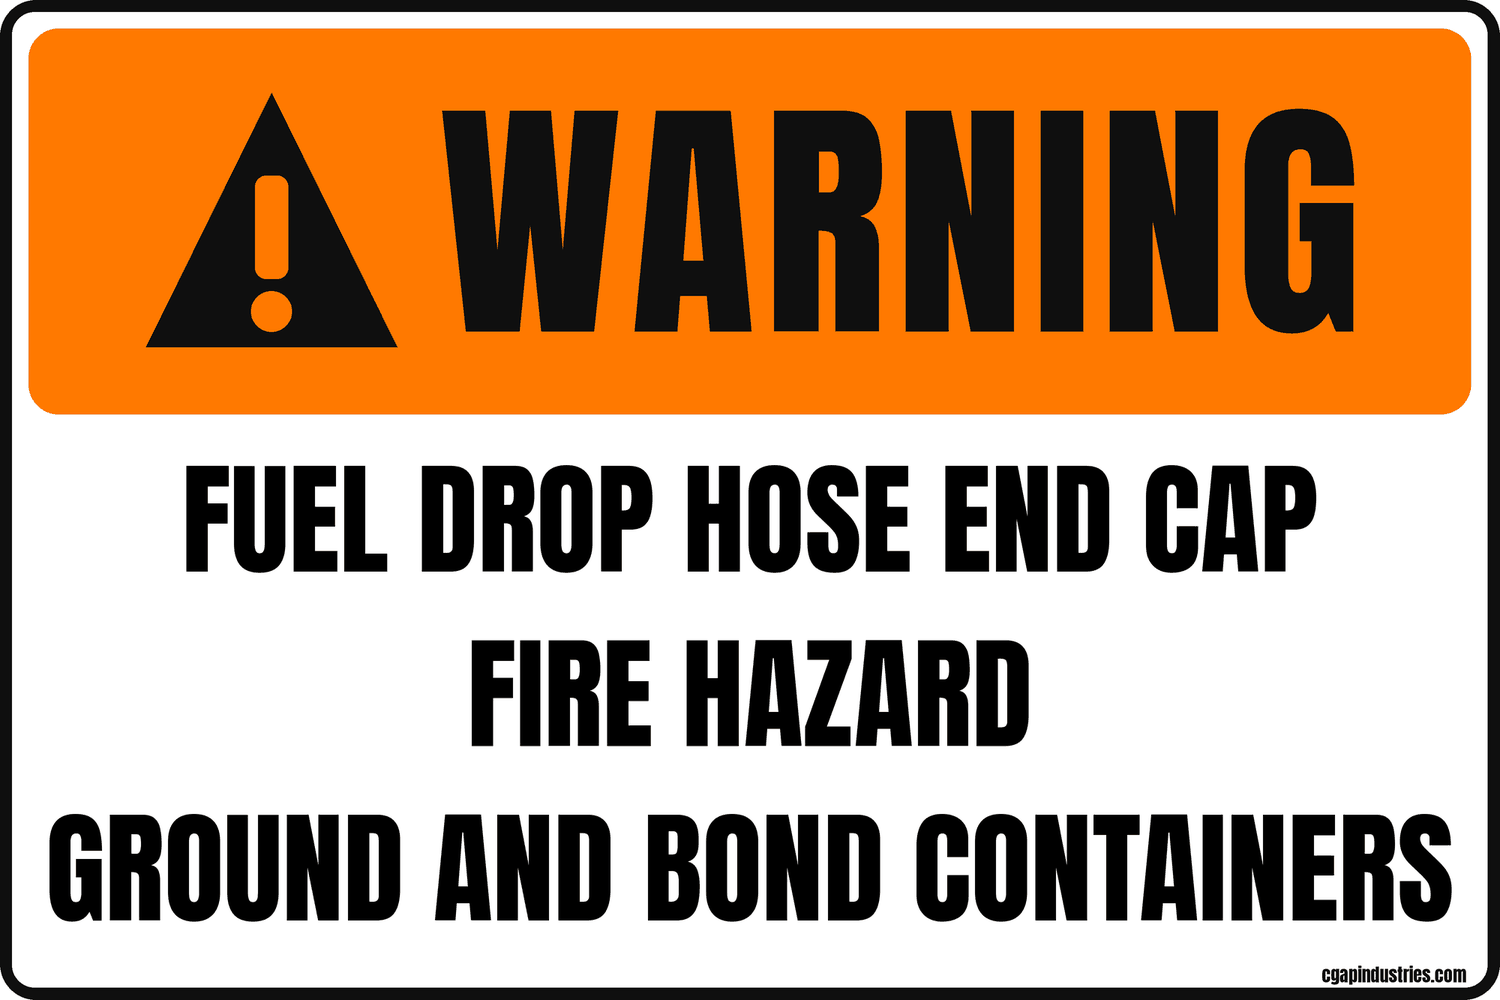 WARNING
FUEL DROP HOSE END CAP
FIRE HAZARD
GROUND AND BOND CONTAINERS
cgapindustries.com